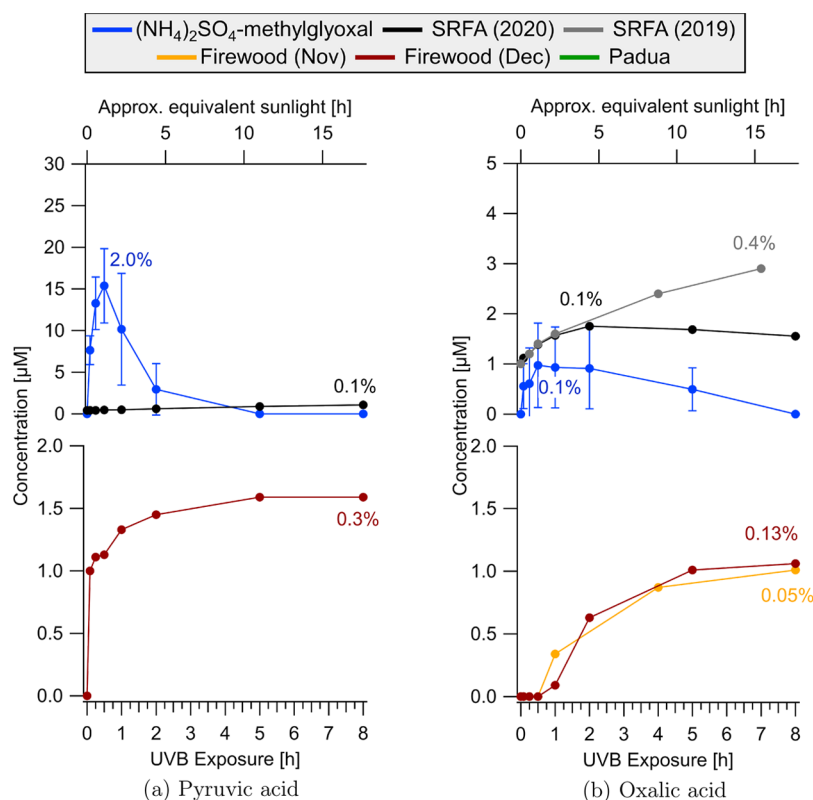 (NH4)2SO4-methylglyoxal SRFA (2020) SRFA (2019)
Firewood (Nov) Firewood (Dec) Padua
Approx. equivalent sunlight [h]
0 5 10 15
30
25
20
15
10
5
0
2.0%
0.1%
Concentration [µM]
2.0
1.5
1.0
0.5
0.0
0.3%
0 1 2 3 4 5 6 7 8
UVB Exposure [h]
(a) Pyruvic acid
Approx. equivalent sunlight [h]
0 5 10 15
5
4
3
2
1
0
0.4%
0.1%
0.1%
Concentration [µM]
2.0
1.5
1.0
0.5
0.0
0.13%
0.05%
0 1 2 3 4 5 6 7 8
UVB Exposure [h]
(b) Oxalic acid